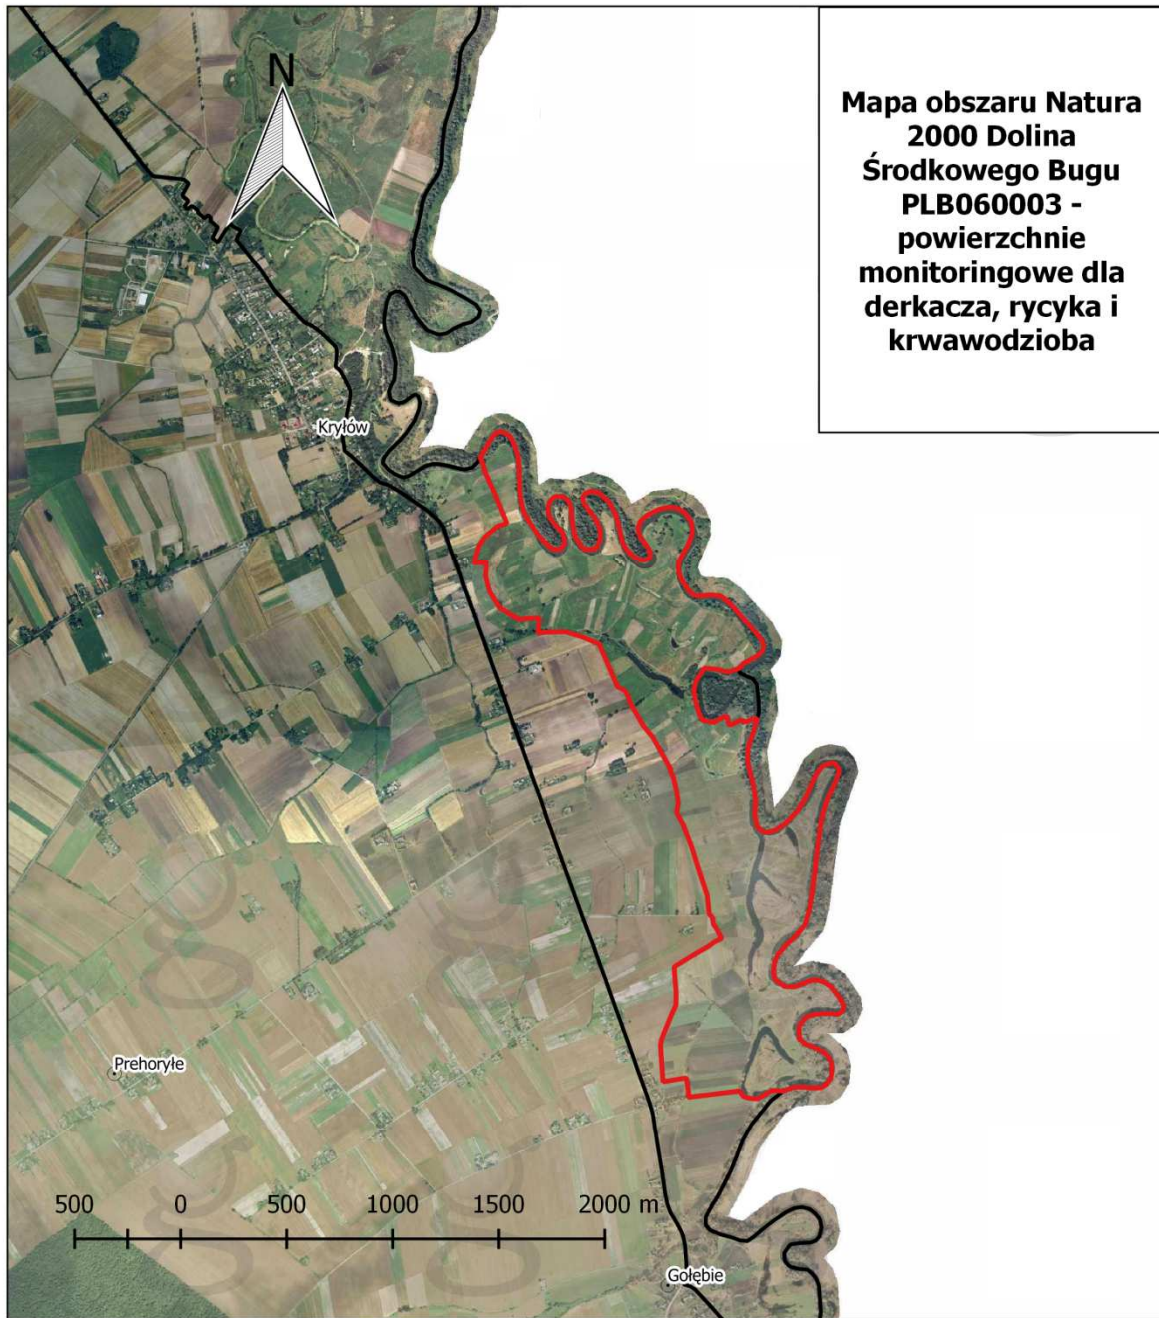 N
Mapa obszaru Natura
2000 Dolina
Środkowego Bugu
PLB060003 -
powierzchnie
monitoringowe dla
derkacza, rycyka i
krwawodzioba
Kryłów
Prehoryłe
500 0 500 1000 1500 2000 m
Gołębie